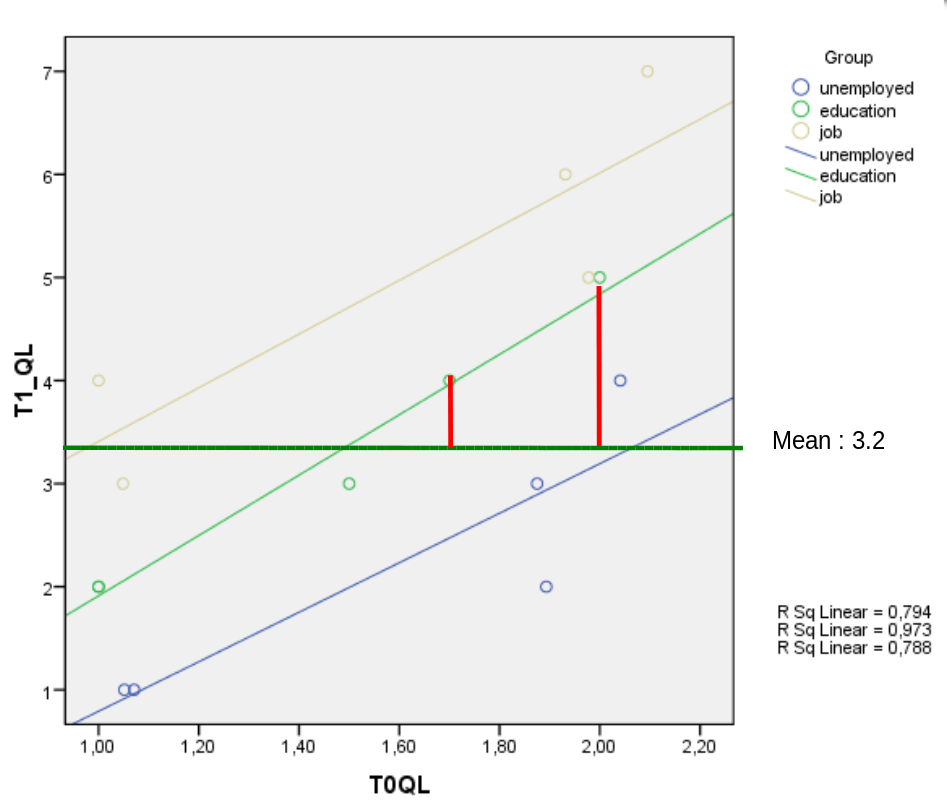 Group
unemployed
education
job
unemployed
education
job
7
6
5
4
3
2
1
T1_QL
Mean : 3.2
R Sq Linear = 0,794
R Sq Linear = 0,973
R Sq Linear = 0,788
1,00 1,20 1,40 1,60 1,80 2,00 2,20
T0QL